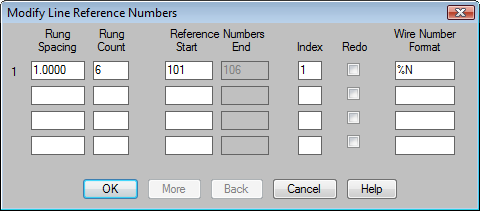 Modify Line Reference Numbers
Rung Spacing Rung Count Reference Numbers Start End Index Redo Wire Number Format
1 1.0000 6 101 106 1 %N
OK More Back Cancel Help